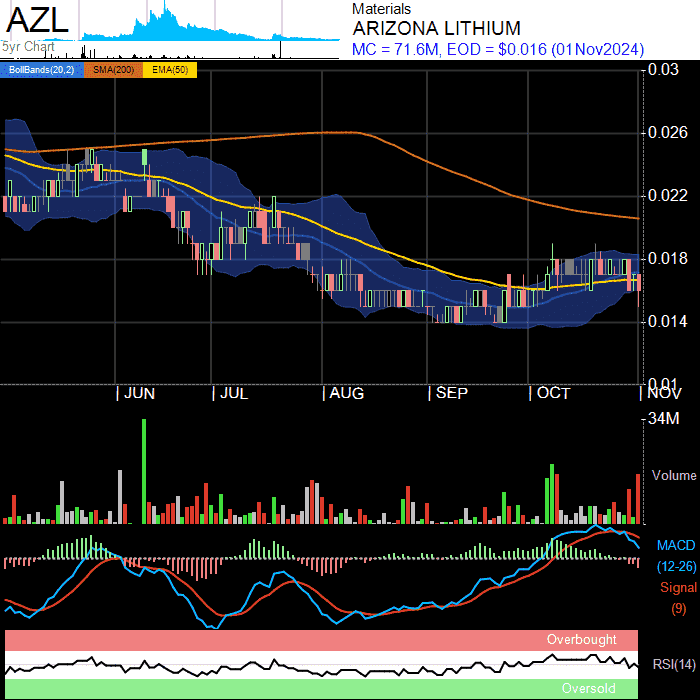 AZL
5yr Chart
Materials
ARIZONA LITHIUM
MC = 71.6M, EOD = $0.016 (01Nov2024)
BollBands(20,2) SMA(200) EMA(50)
0.03
0.026
0.022
0.018
0.014
0.01
JUN JUL AUG SEP OCT NOV
34M
Volume
MACD
(12-26)
Signal
(9)
Overbought
RSI(14)
Oversold